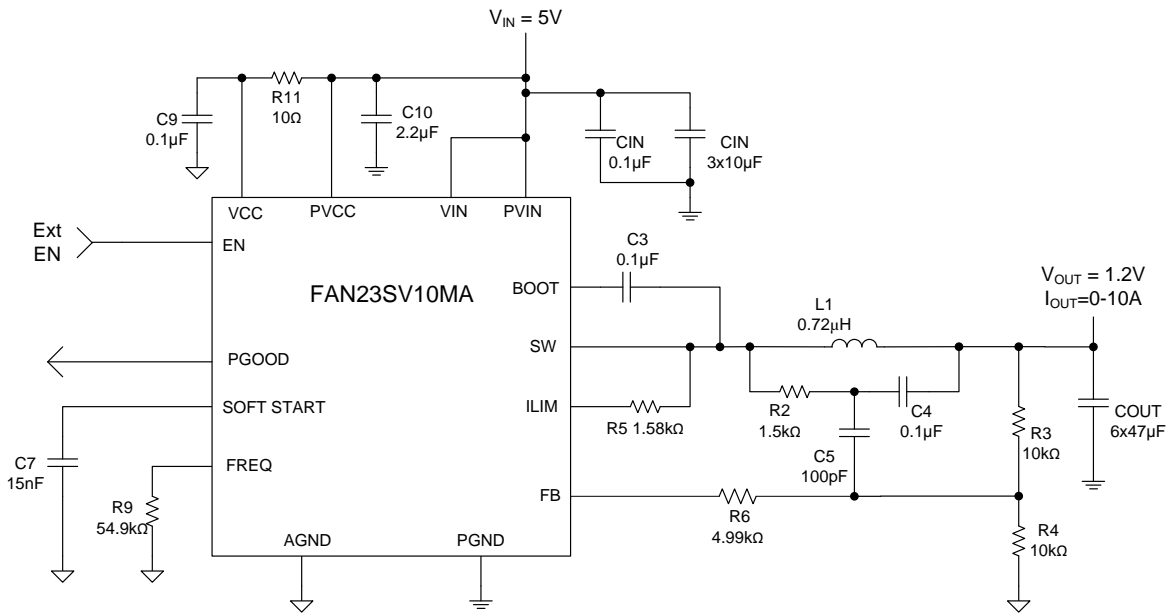 VIN = 5V
R11
10Ω
C9
0.1µF
C10
2.2µF
CIN
0.1µF
CIN
3x10µF
VCC
PVCC
VIN
PVIN
Ext
EN
EN
FAN23SV10MA
BOOT
C3
0.1µF
VOUT = 1.2V
IOUT=0-10A
L1
0.72µH
SW
PGOOD
SOFT START
ILIM
R5 1.58kΩ
R2
1.5kΩ
C4
0.1µF
C5
100pF
R3
10kΩ
COUT
6x47µF
C7
15nF
FREQ
R9
54.9kΩ
FB
R6
4.99kΩ
R4
10kΩ
AGND
PGND